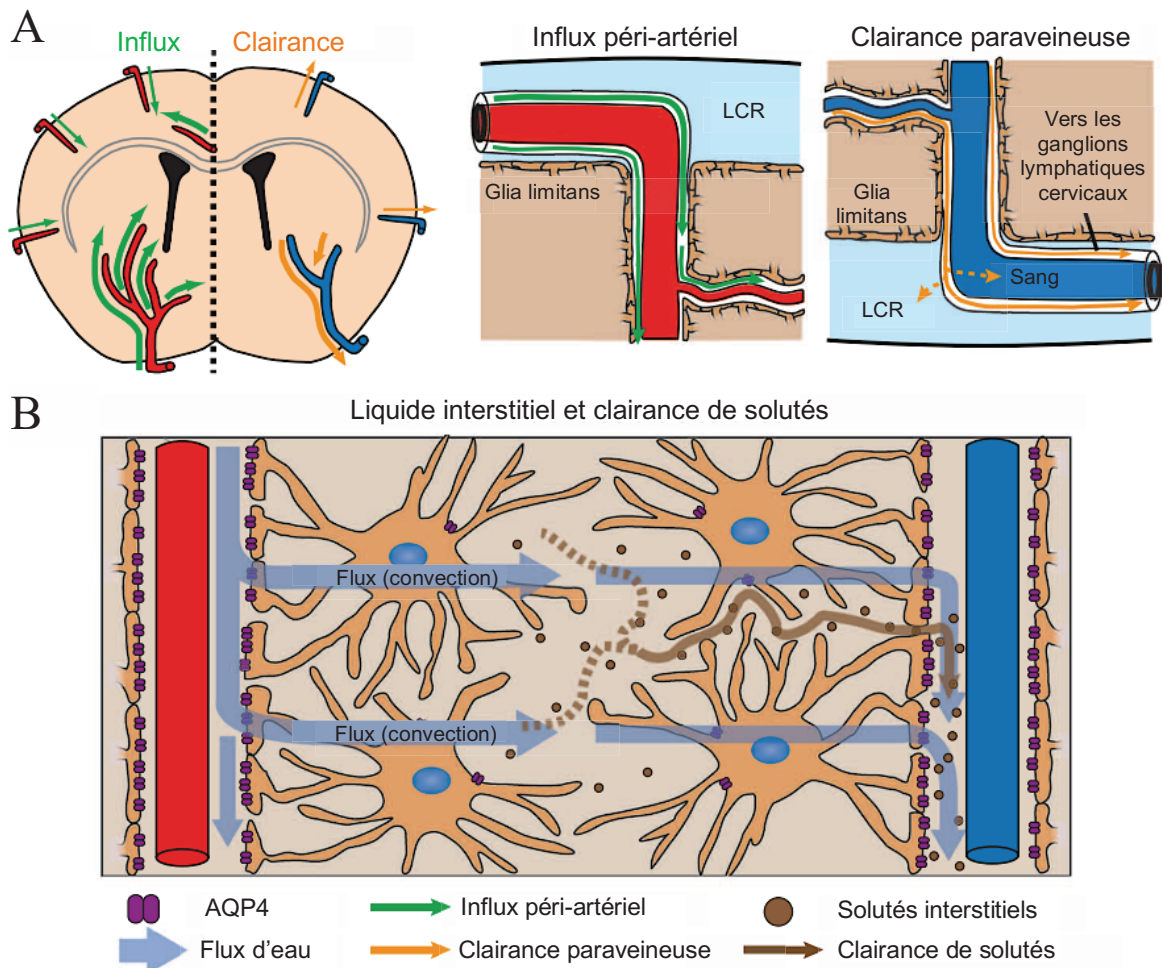 A
Influx
Clairance
Influx péri-artériel
LCR
Glia limitans
Clairance paraveineuse
Vers les
ganglions
lymphatiques
cervicaux
Glia
limitans
Sang
LCR
B
Liquide interstitiel et clairance de solutés
Flux (convection)
Flux (convection)
AQP4
Influx péri-artériel
Solutés interstitiels
Flux d'eau
Clairance paraveineuse
Clairance de solutés